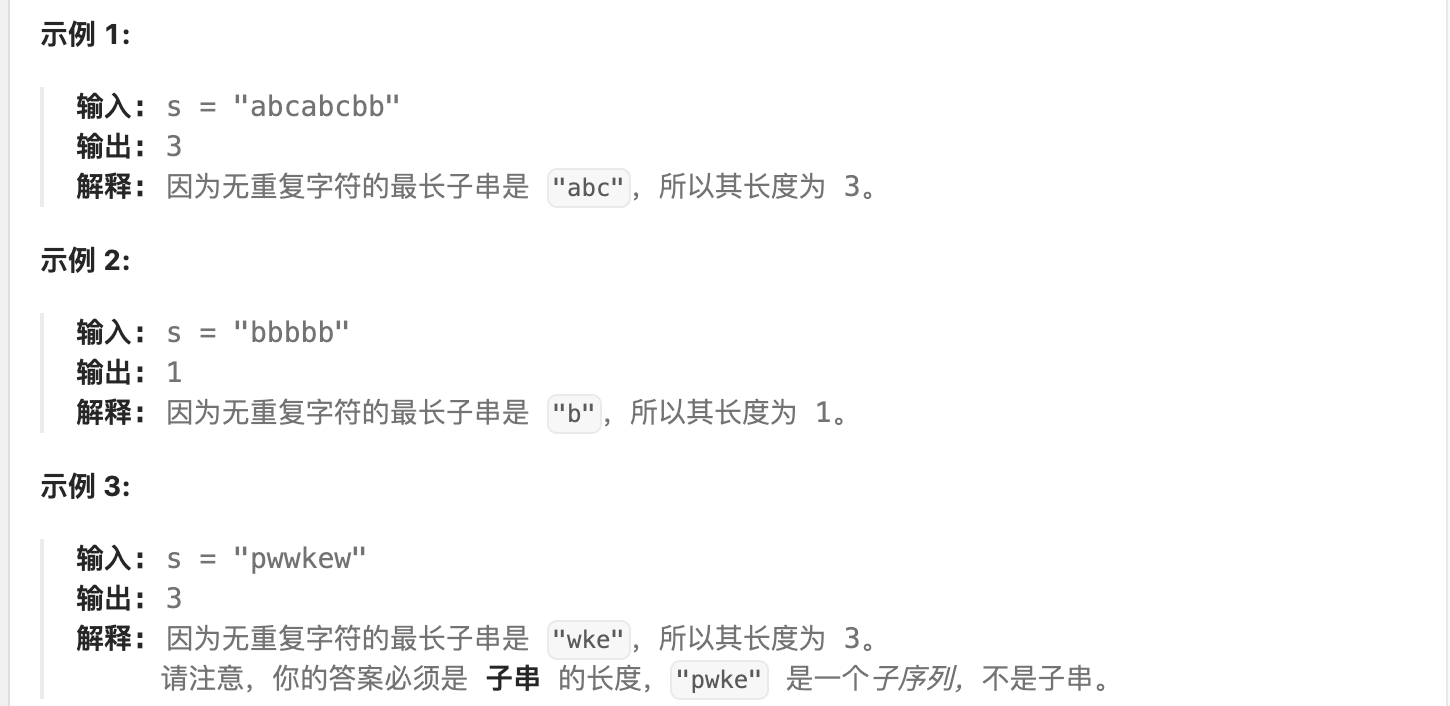 示例 1:
输入: s = "abcabcbb"
输出: 3
解释: 因为无重复字符的最长子串是 "abc"，所以其长度为 3。
示例 2:
输入: s = "bbbbb"
输出: 1
解释: 因为无重复字符的最长子串是 "b"，所以其长度为 1。
示例 3:
输入: s = "pwwkew"
输出: 3
解释: 因为无重复字符的最长子串是 "wke"，所以其长度为 3。
请注意，你的答案必须是 子串 的长度，"pwke" 是一个子序列，不是子串。